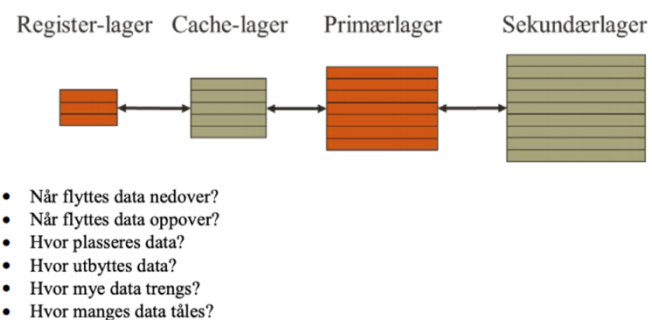 Register-lager Cache-lager Primærlager Sekundærlager
• Når flyttes data nedover?
• Når flyttes data oppover?
• Hvor plasseres data?
• Hvor utbyttes data?
• Hvor mye data trengs?
• Hvor manges data tåles?